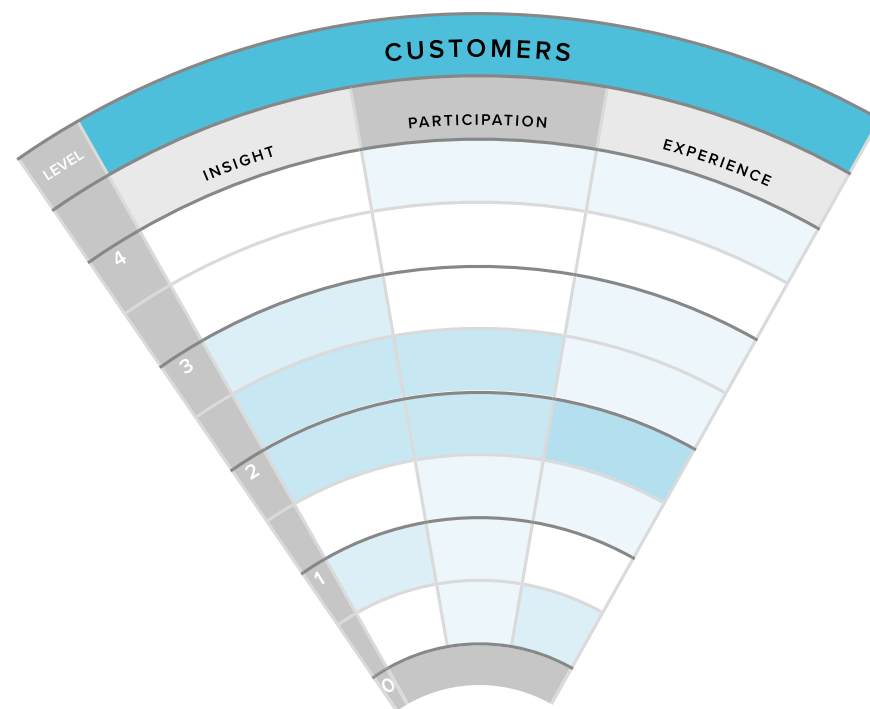 CUSTOMERS
LEVEL
INSIGHT
PARTICIPATION
EXPERIENCE
4
3
2
1
0